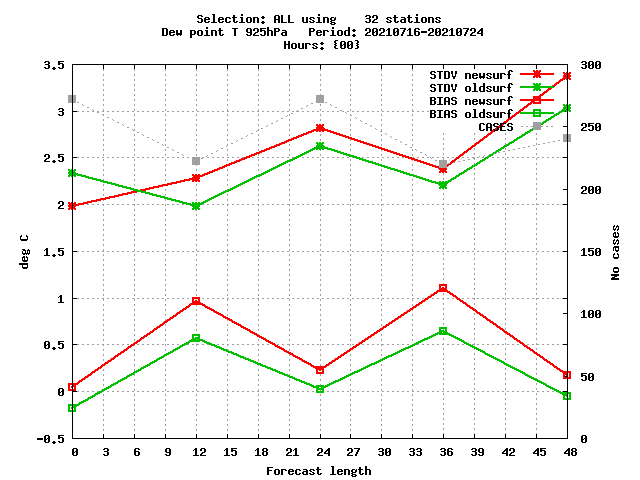 Selection: ALL using    32 stations
Dew point T 925hPa   Period: 20210716-20210724
Hours: {00}
STDV newsurf
STDV oldsurf
BIAS newsurf
BIAS oldsurf
CASES
3.5
3
2.5
2
1.5
1
0.5
0
-0.5
300
250
200
150
100
50
0
deg C
No cases
0 3 6 9 12 15 18 21 24 27 30 33 36 39 42 45 48
Forecast length